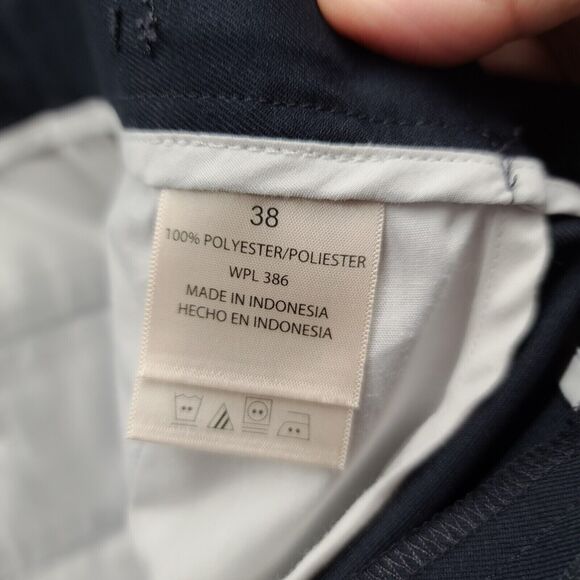 38
100% POLYESTER/POLIESTER
WPL 386
MADE IN INDONESIA
HECHO EN INDONESIA